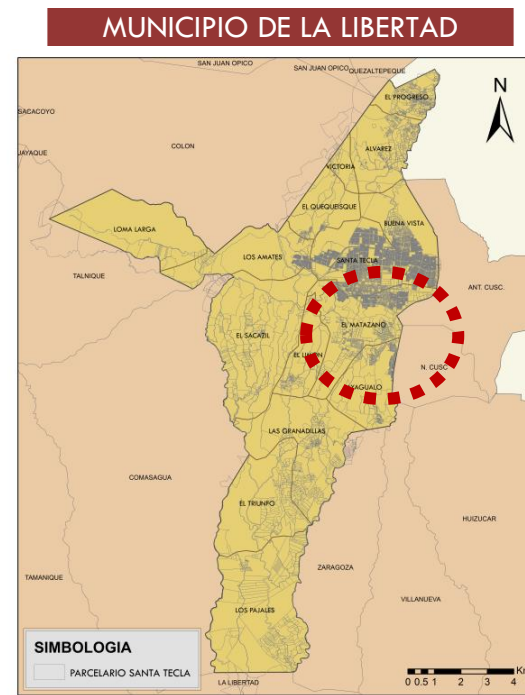 MUNICIPIO DE LA LIBERTAD
SAN JUAN OPICO
SAN JUAN OPICO
QUEZALTEPEQUE
N
EL PROGRESO
SACACOYO
COLON
ALVAREZ
JAYAQUE
VICTORIA
EL QUEQUEISQUE
BUENA VISTA
LOMA LARGA
LOS AMATES
SANTA TECLA
TALNIQUE
ANT. CUSC.
EL MATAZANO
EL SACAZIL
N. CUSC
LAS GRANADILLAS
COMASAGUA
EL TRIUNFO
HUIZUCAR
ZARAGOZA
TAMANIQUE
VILLANUEVA
LOS PAJALES
SIMBOLOGIA
PARCELARIO SANTA TECLA
LA LIBERTAD
Km
0 0.5 1 2 3 4